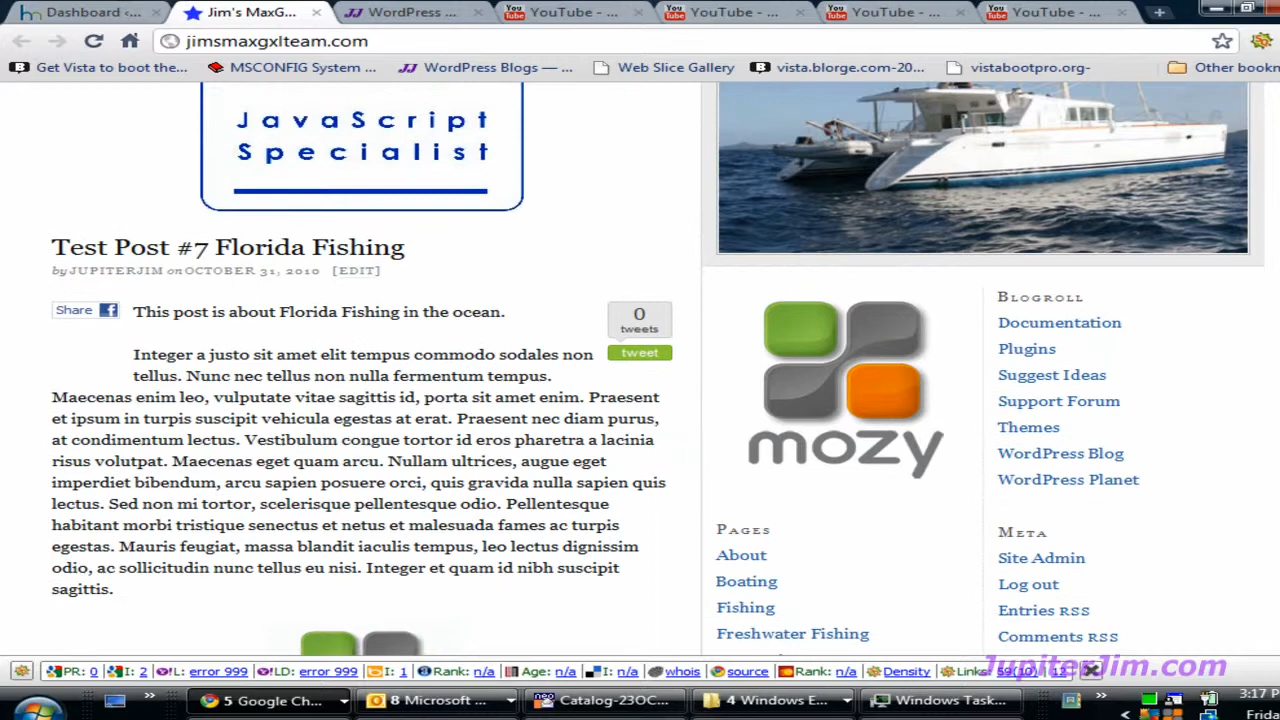 Dashboard ‹
Jim's MaxG...
WordPress ...
YouTube - ...
YouTube - ...
YouTube - ...
YouTube - ...
jimsmaxgxlteam.com
Get Vista to boot the...
MSCONFIG System ...
WordPress Blogs — ...
Web Slice Gallery
vista.blorge.com-20...
vistabootpro.org-
Other bookn
JavaScript
Specialist
Test Post #7 Florida Fishing
by JUPITERJIM on OCTOBER 31, 2010 [EDIT]
Share
This post is about Florida Fishing in the ocean.
0
tweets
tweet
Integer a justo sit amet elit tempus commodo sodales non
tellus. Nunc nec tellus non nulla fermentum tempus.
Maecenas enim leo, vulputate vitae sagittis id, porta sit amet enim. Praesent
et ipsum in turpis suscipit vehicula egestas at erat. Praesent nec diam purus,
at condimentum lectus. Vestibulum congue tortor id eros pharetra a lacinia
risus volutpat. Maecenas eget quam arcu. Nullam ultrices, augue eget
imperdiet bibendum, arcu sapien posuere orci, quis gravida nulla sapien quis
lectus. Sed non mi tortor, scelerisque pellentesque odio. Pellentesque
habitant morbi tristique senectus et netus et malesuada fames ac turpis
egestas. Mauris feugiat, massa blandit iaculis tempus, leo lectus dignissim
odio, ac sollicitudin nunc tellus eu nisi. Integer et quam id nibh suscipit
sagittis.
mozy
PAGES
About
Boating
Fishing
Freshwater Fishing
BLOGROLL
Documentation
Plugins
Suggest Ideas
Support Forum
Themes
WordPress Blog
WordPress Planet
META
Site Admin
Log out
Entries RSS
Comments RSS
PR: 0
I: 2
L: error 999
LD: error 999
I: 1
Rank: n/a
Age: n/a
I: n/a
whois
source
Rank: n/a
Density
Links:
JupiterJim.com
5 Google Ch...
8 Microsoft ...
Catalog-23OC...
4 Windows E...
Windows Task...
3:17 P
Frida